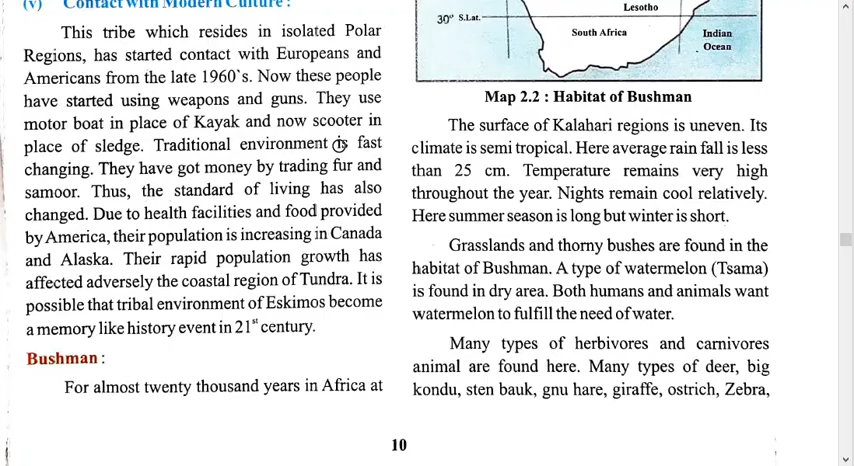 (v) Contact with Modern Culture :
This tribe which resides in isolated Polar
Regions, has started contact with Europeans and
Americans from the late 1960`s. Now these people
have started using weapons and guns. They use
motor boat in place of Kayak and now scooter in
place of sledge. Traditional environment is fast
changing. They have got money by trading fur and
samoor. Thus, the standard of living has also
changed. Due to health facilities and food provided
by America, their population is increasing in Canada
and Alaska. Their rapid population growth has
affected adversely the coastal region of Tundra. It is
possible that tribal environment of Eskimos become
a memory like history event in 21st century.
Bushman :
For almost twenty thousand years in Africa at
Lesotho
30° S.Lat.
South Africa
Indian
Ocean
Map 2.2 : Habitat of Bushman
The surface of Kalahari regions is uneven. Its
climate is semi tropical. Here average rain fall is less
than 25 cm. Temperature remains very high
throughout the year. Nights remain cool relatively.
Here summer season is long but winter is short.
Grasslands and thorny bushes are found in the
habitat of Bushman. A type of watermelon (Tsama)
is found in dry area. Both humans and animals want
watermelon to fulfill the need of water.
Many types of herbivores and carnivores
animal are found here. Many types of deer, big
kondu, sten bauk, gnu hare, giraffe, ostrich, Zebra,
10